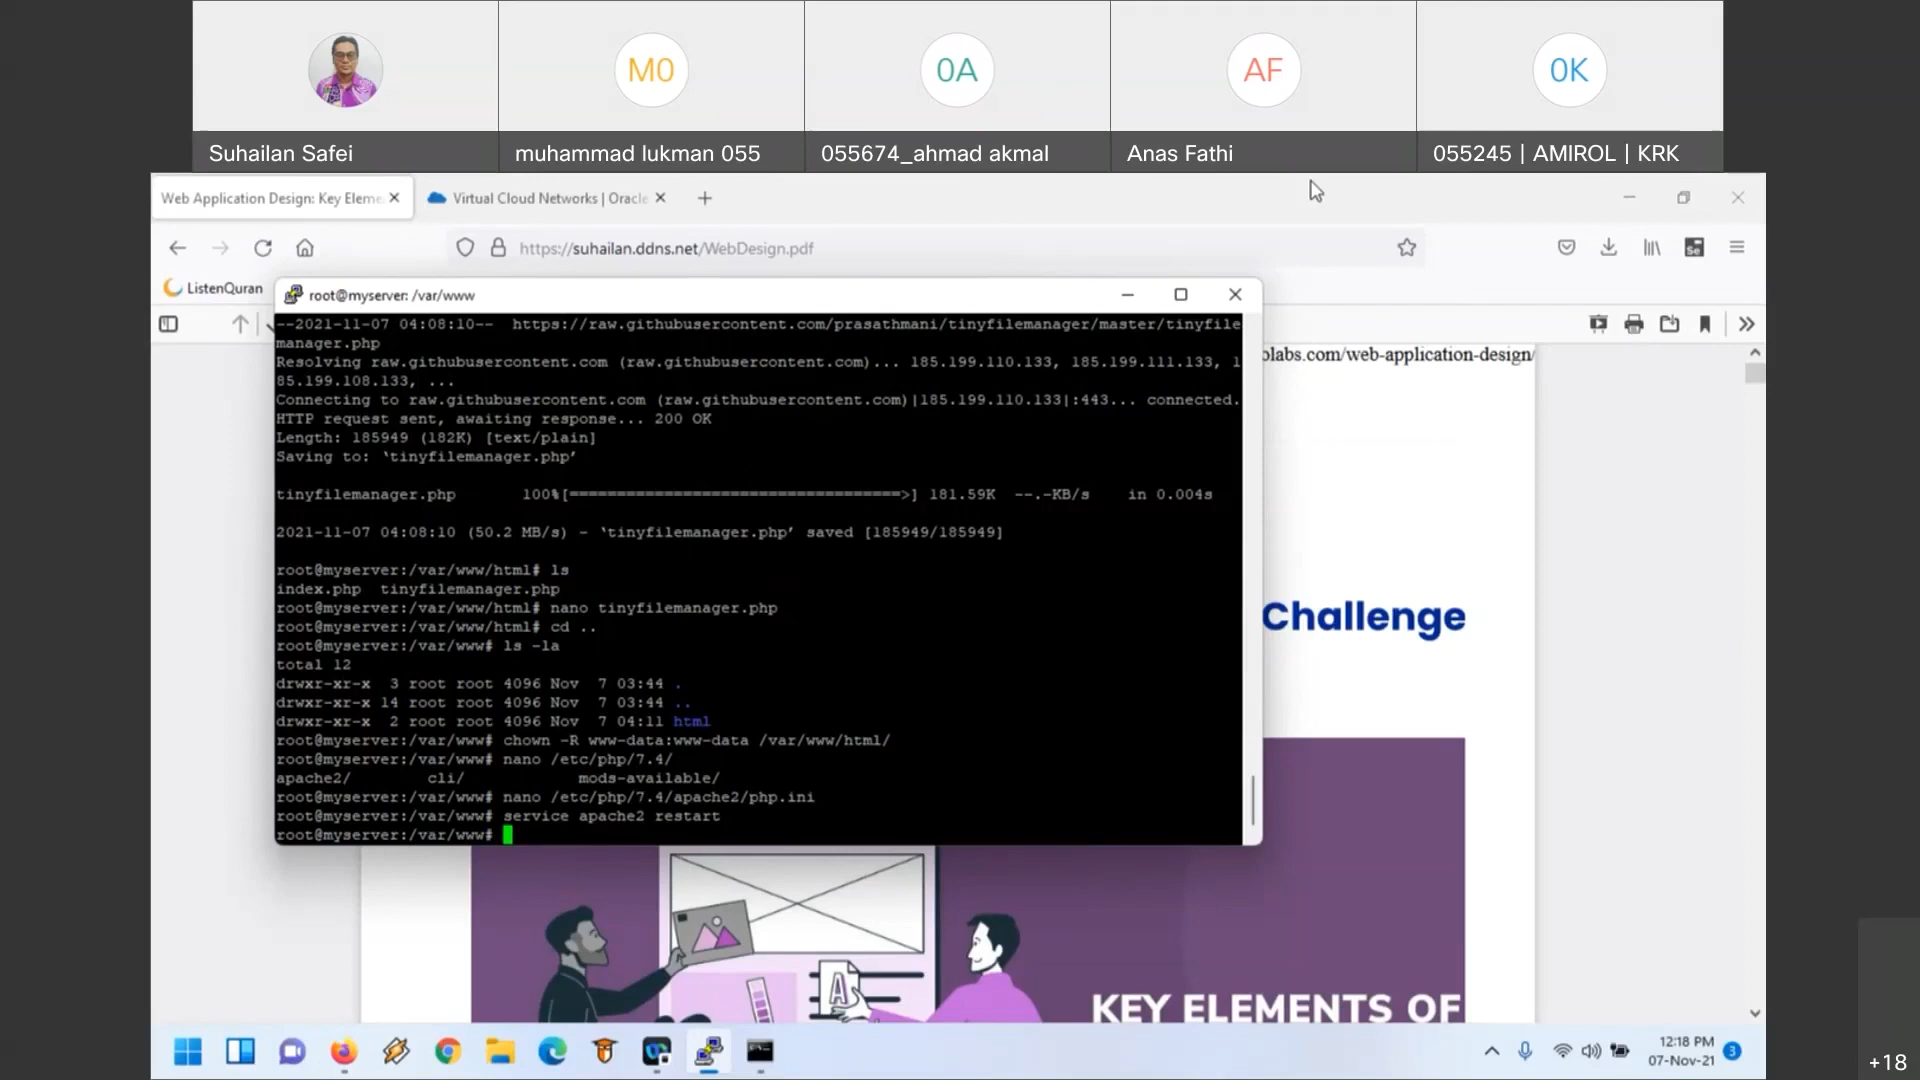 M0
0A
AF
0K
Suhailan Safei
muhammad lukman 055
055674_ahmad akmal
Anas Fathi
055245 | AMIROL | KRK
Web Application Design: Key Eleme
Virtual Cloud Networks | Oracle
https://suhailan.ddns.net/WebDesign.pdf
ListenQuran
root@myserver: /var/www
olabs.com/web-application-design/
--2021-11-07 04:08:10--  https://raw.githubusercontent.com/prasathmani/tinyfilemanager/master/tinyfile
manager.php
Resolving raw.githubusercontent.com (raw.githubusercontent.com)... 185.199.110.133, 185.199.111.133, 1
85.199.108.133, ...
Connecting to raw.githubusercontent.com (raw.githubusercontent.com)|185.199.110.133|:443... connected.
HTTP request sent, awaiting response... 200 OK
Length: 185949 (182K) [text/plain]
Saving to: ‘tinyfilemanager.php’
tinyfilemanager.php       100%[===================================>] 181.59K  --.-KB/s    in 0.004s
2021-11-07 04:08:10 (50.2 MB/s) - ‘tinyfilemanager.php’ saved [185949/185949]
root@myserver:/var/www/html# ls
index.php  tinyfilemanager.php
root@myserver:/var/www/html# nano tinyfilemanager.php
root@myserver:/var/www/html# cd ..
root@myserver:/var/www# ls -la
total 12
drwxr-xr-x  3 root root 4096 Nov  7 03:44 .
drwxr-xr-x 14 root root 4096 Nov  7 03:44 ..
drwxr-xr-x  2 root root 4096 Nov  7 04:11 html
root@myserver:/var/www# chown -R www-data:www-data /var/www/html/
root@myserver:/var/www# nano /etc/php/7.4/
apache2/        cli/            mods-available/
root@myserver:/var/www# nano /etc/php/7.4/apache2/php.ini
root@myserver:/var/www# service apache2 restart
root@myserver:/var/www#
Challenge
A
KEY ELEMENTS OF
12:18 PM
07-Nov-21
3
+18